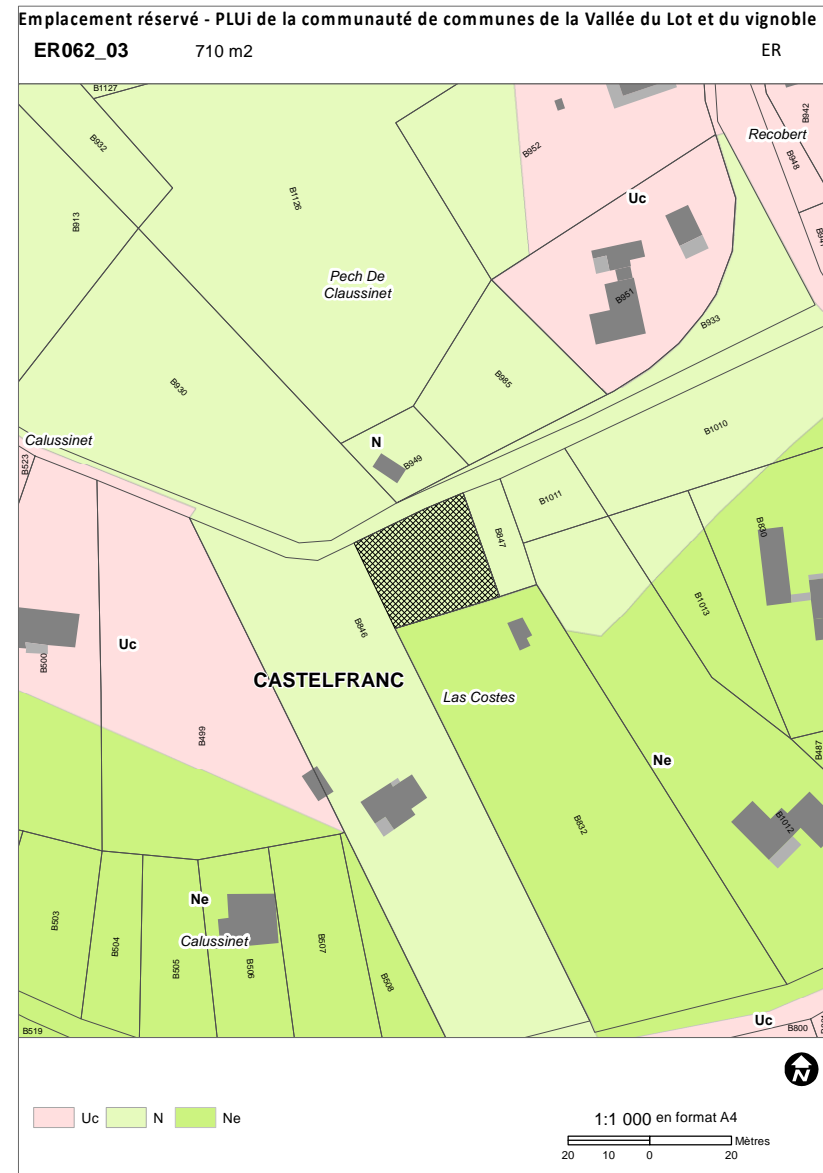 Emplacement réservé - PLUi de la communauté de communes de la Vallée du Lot et du vignoble
ER062_03 710 m2 ER
B1127
B932
B942
B952
Recobert
B948
B913
B1126
Uc
Pech De
Claussinet
B951
B933
B930
B985
Calussinet
N
B949
B1010
B523
B1011
B830
B847
B1013
B846
B500
Uc
CASTELFRANC
Las Costes
B499
B487
Ne
B832
B1012
Ne
B503
B504
B505
Calussinet
B506
B507
B508
B519
Uc
B800
N
Uc N Ne
1:1 000 en format A4
Mètres
20 10 0 20